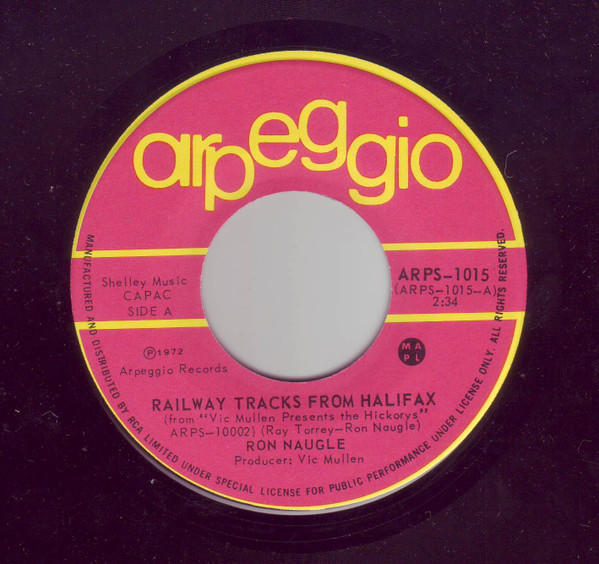 arpeggio
Shelley Music
CAPAC
SIDE A
ARPS-1015
(ARPS-1015-A)
2:34
℗1972
Arpeggio Records
M A
P L
RAILWAY TRACKS FROM HALIFAX
(from "Vic Mullen Presents the Hickorys"
ARPS-10002) (Ray Torrey-Ron Naugle)
RON NAUGLE
Producer: Vic Mullen
MANUFACTURED AND DISTRIBUTED BY RCA LIMITED UNDER SPECIAL LICENSE FOR PUBLIC PERFORMANCE UNDER LICENSE ONLY. ALL RIGHTS RESERVED.